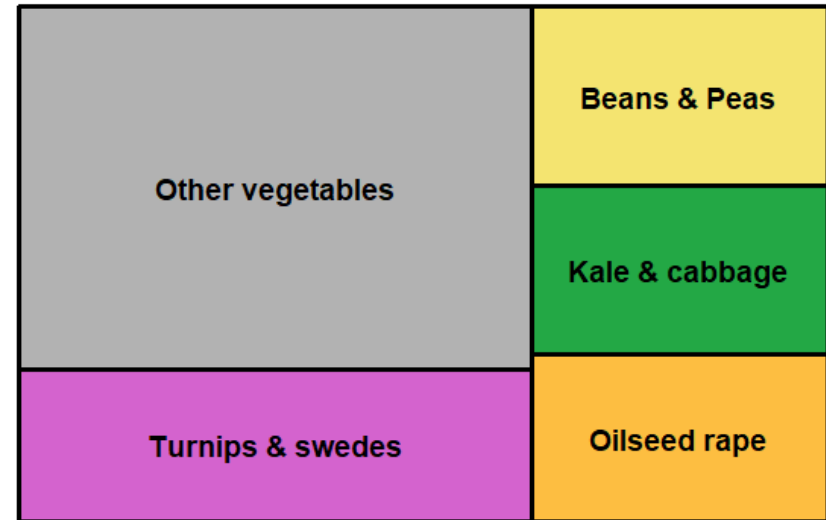 Beans & Peas
Other vegetables
Kale & cabbage
Turnips & swedes
Oilseed rape